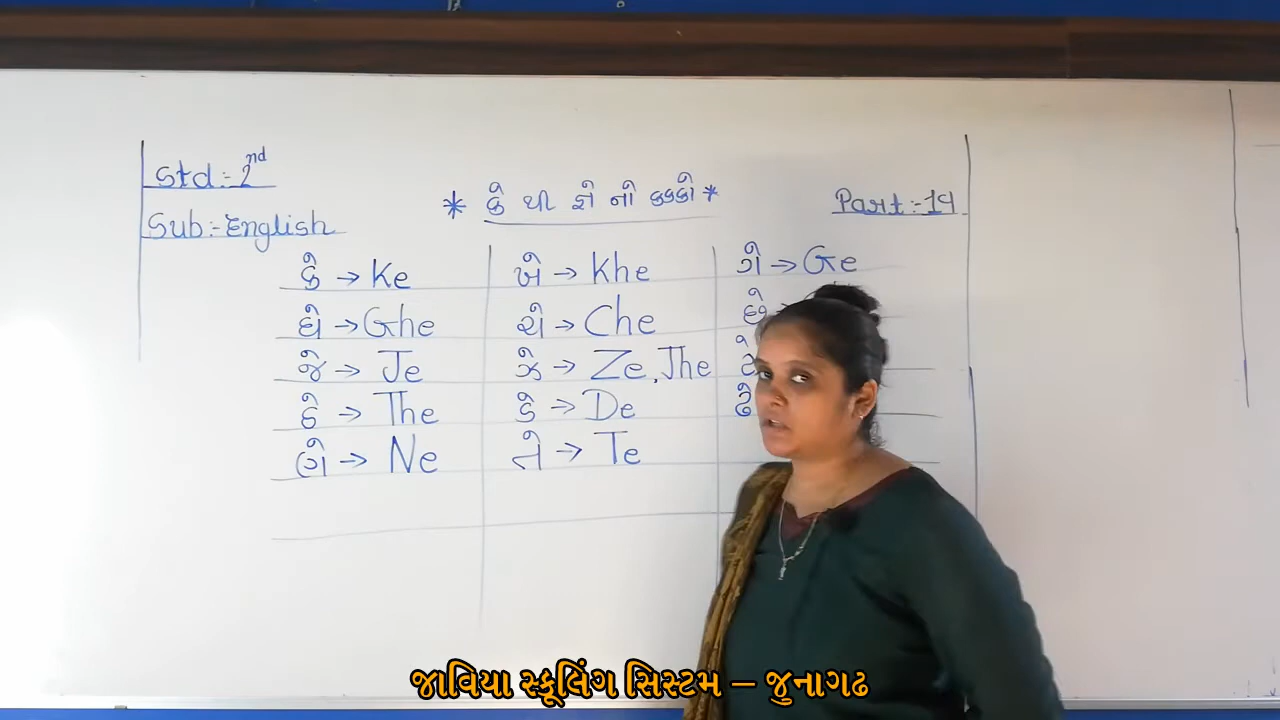 Std:- 2nd
* કે થી જ્ઞે નો કક્કો *
Part:-14
Sub:- English
કે → Ke ખે → Khe ગે → Ge
ઘે → Ghe ચે → Che છે
જે → Je ઝે → Ze, Jhe ટે
ઠે → The ડે → De ઢે
ણે → Ne તે → Te
જાવિયા સ્કૂલિંગ સિસ્ટમ – જુનાગઢ